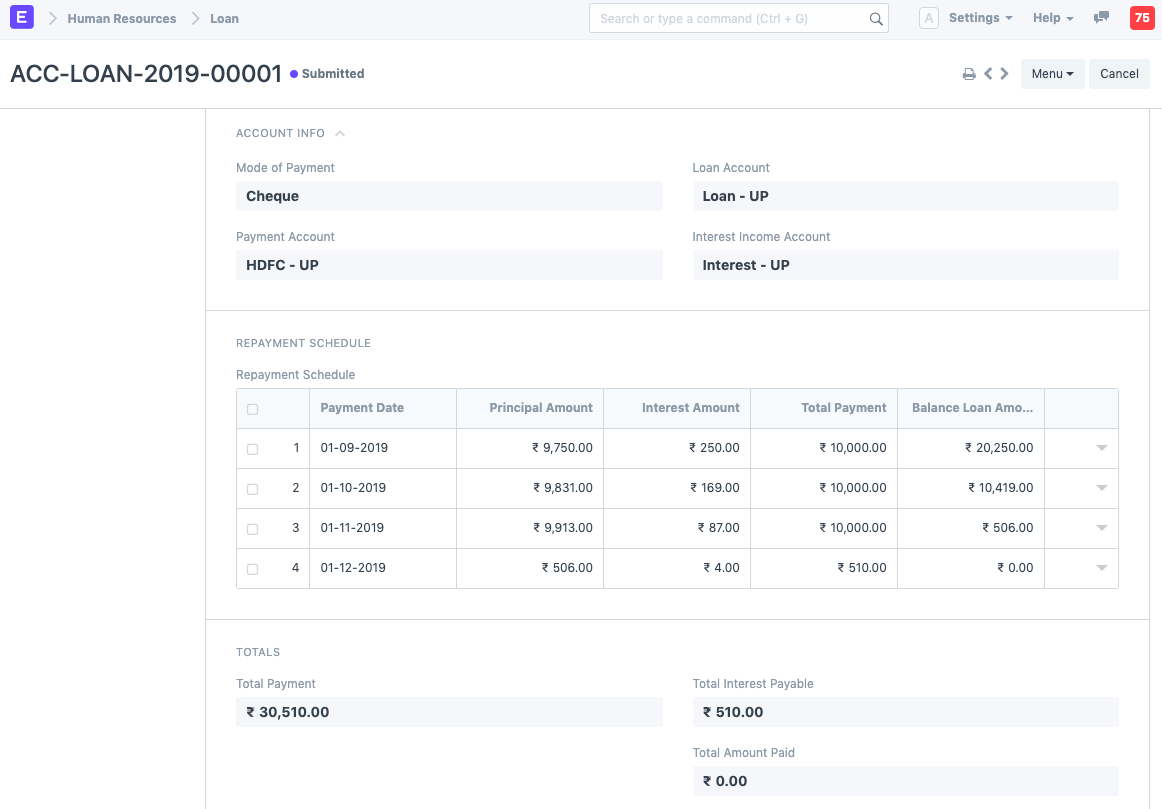 E Human Resources Loan Search or type a command (Ctrl + G) A Settings Help 75
ACC-LOAN-2019-00001 Submitted Menu Cancel
ACCOUNT INFO
Mode of Payment Loan Account
Cheque Loan - UP
Payment Account Interest Income Account
HDFC - UP Interest - UP
REPAYMENT SCHEDULE
Repayment Schedule
Payment Date Principal Amount Interest Amount Total Payment Balance Loan Amo...
1 01-09-2019 ₹ 9,750.00 ₹ 250.00 ₹ 10,000.00 ₹ 20,250.00
2 01-10-2019 ₹ 9,831.00 ₹ 169.00 ₹ 10,000.00 ₹ 10,419.00
3 01-11-2019 ₹ 9,913.00 ₹ 87.00 ₹ 10,000.00 ₹ 506.00
4 01-12-2019 ₹ 506.00 ₹ 4.00 ₹ 510.00 ₹ 0.00
TOTALS
Total Payment Total Interest Payable
₹ 30,510.00 ₹ 510.00
Total Amount Paid
₹ 0.00